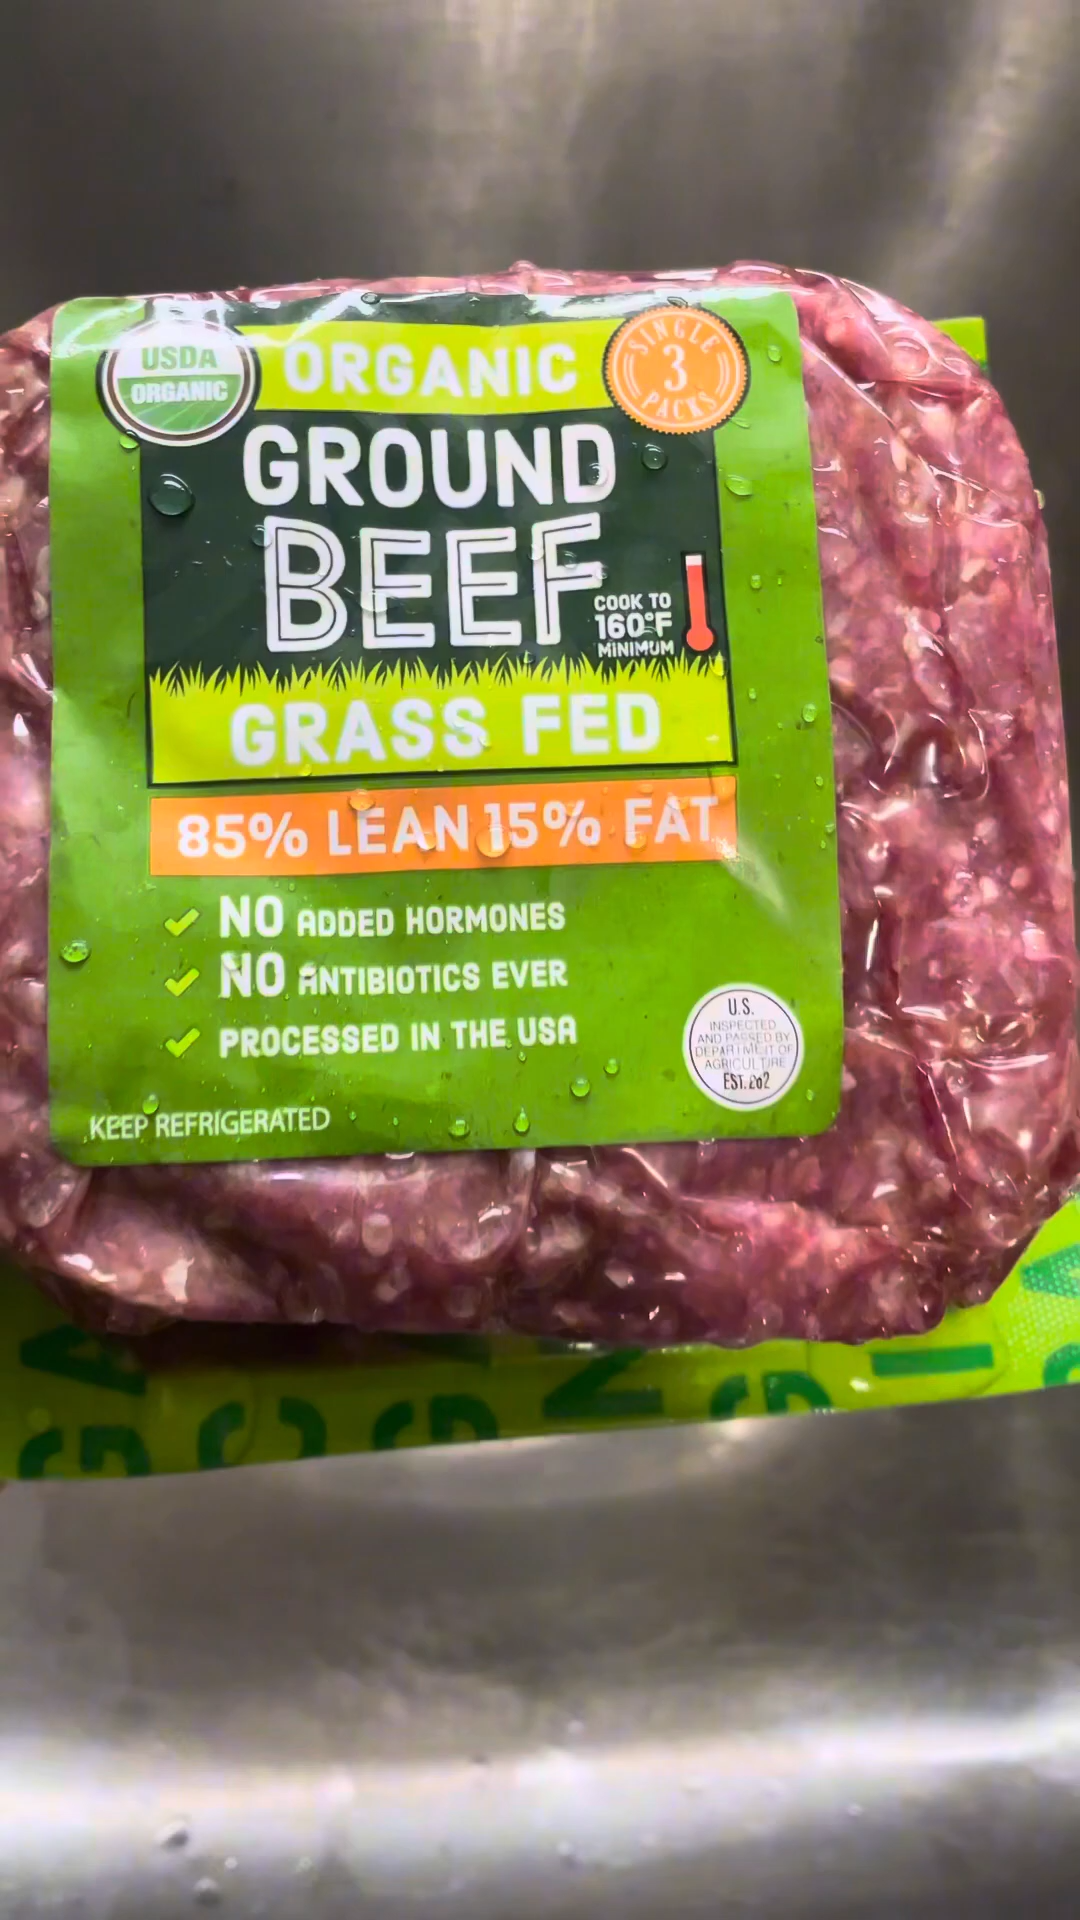 USDA
ORGANIC
ORGANIC
SINGLE
3
PACKS
GROUND
BEEF
COOK TO
160°F
MINIMUM
GRASS FED
85% LEAN 15% FAT
NO ADDED HORMONES
NO ANTIBIOTICS EVER
PROCESSED IN THE USA
U.S.
INSPECTED
AND PASSED BY
DEPARTMENT OF
AGRICULTURE
EST.
KEEP REFRIGERATED